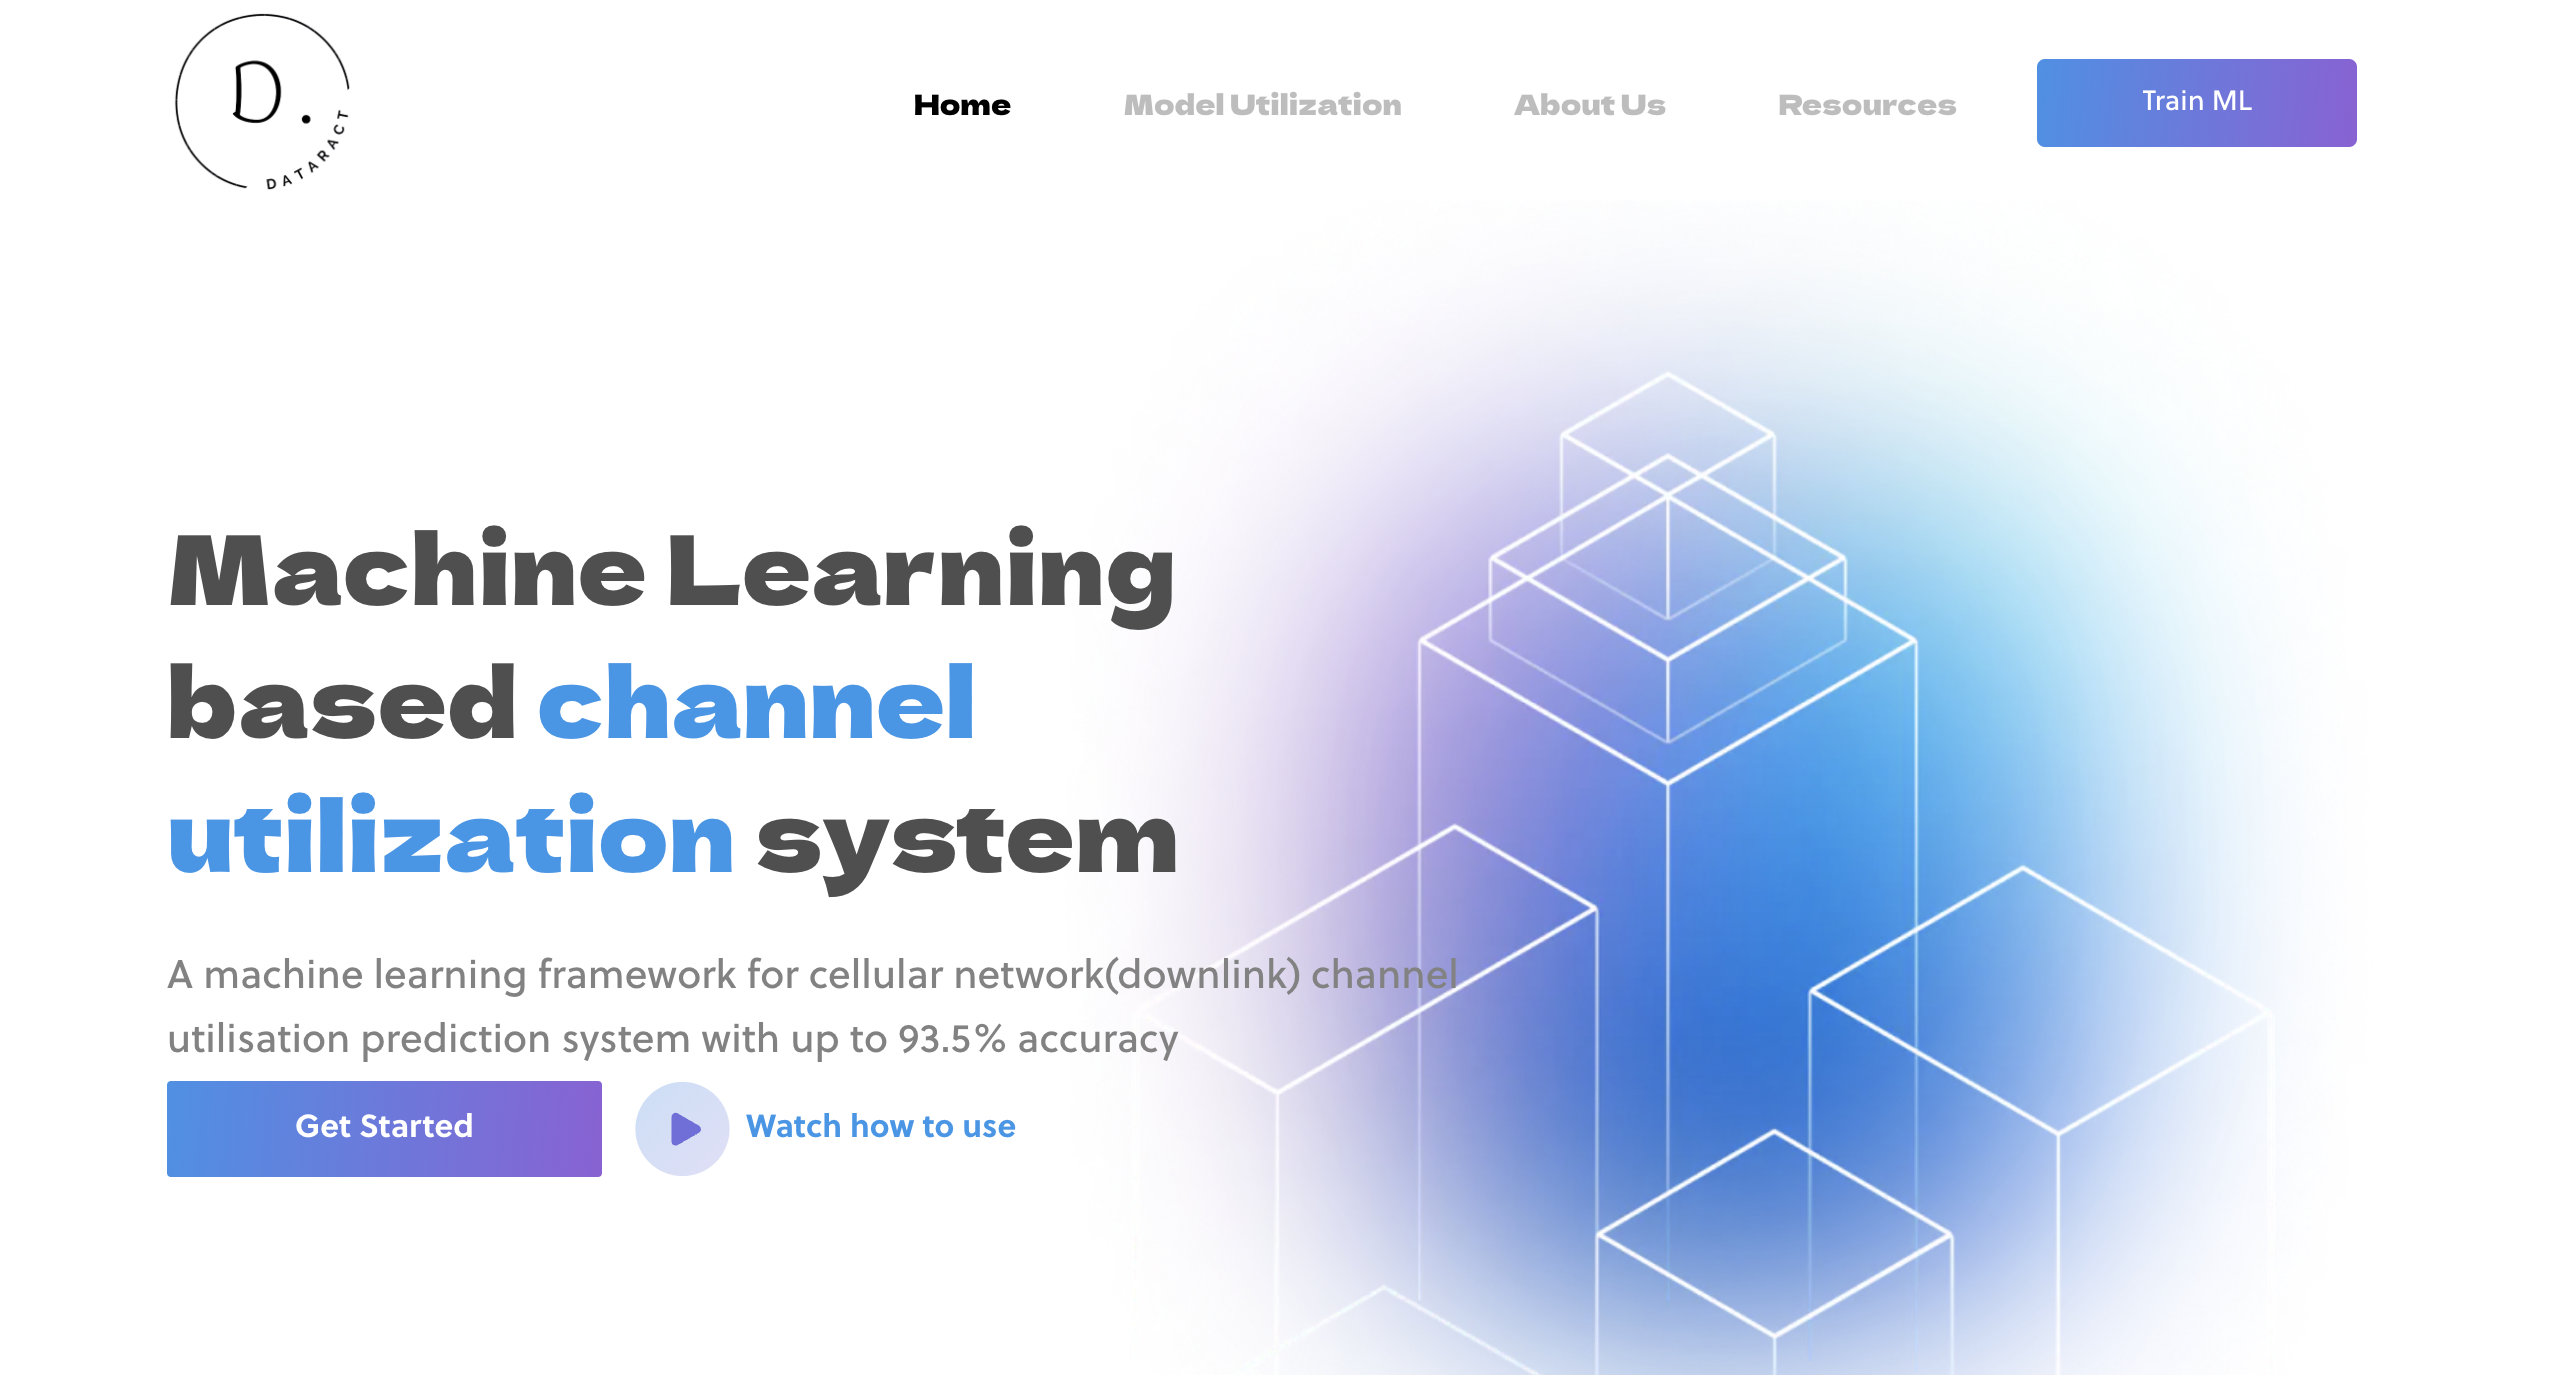 D.
DATARACT
Home Model Utilization About Us Resources Train ML
Machine Learning
based channel
utilization system
A machine learning framework for cellular network(downlink) channel
utilisation prediction system with up to 93.5% accuracy
Get Started Watch how to use